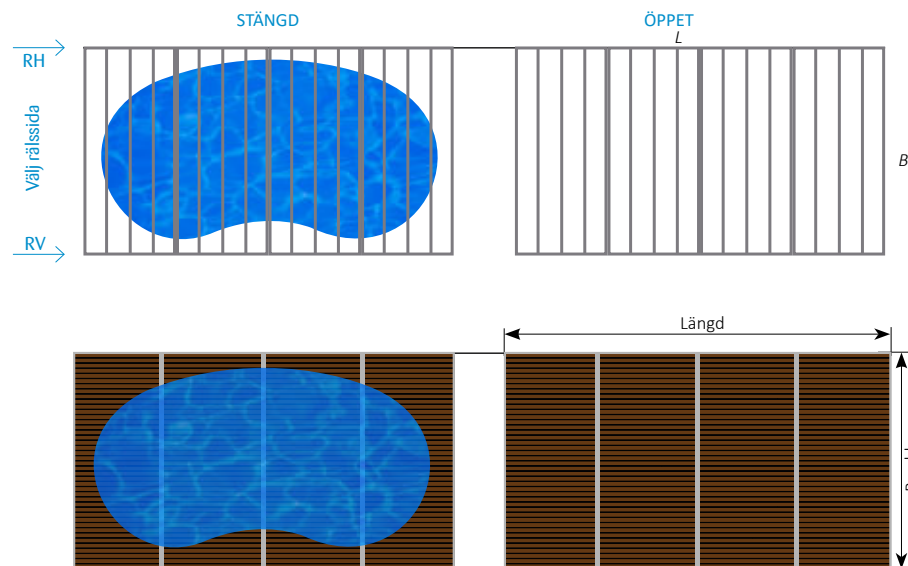 STÄNGD
ÖPPET
L
RH
Välj rälssida
B
RV
Längd